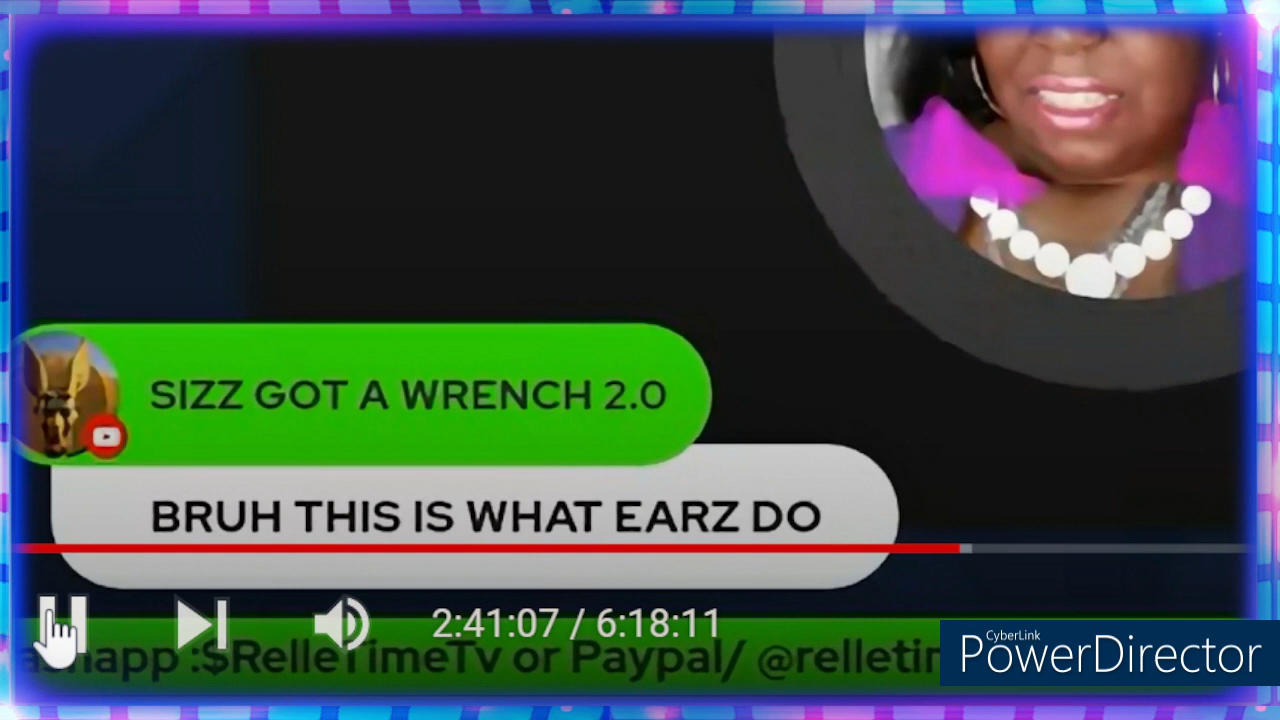 SIZZ GOT A WRENCH 2.0
BRUH THIS IS WHAT EARZ DO
2:41:07 / 6:18:11
:$RelleTimeTv or Paypal/
CyberLink
PowerDirector